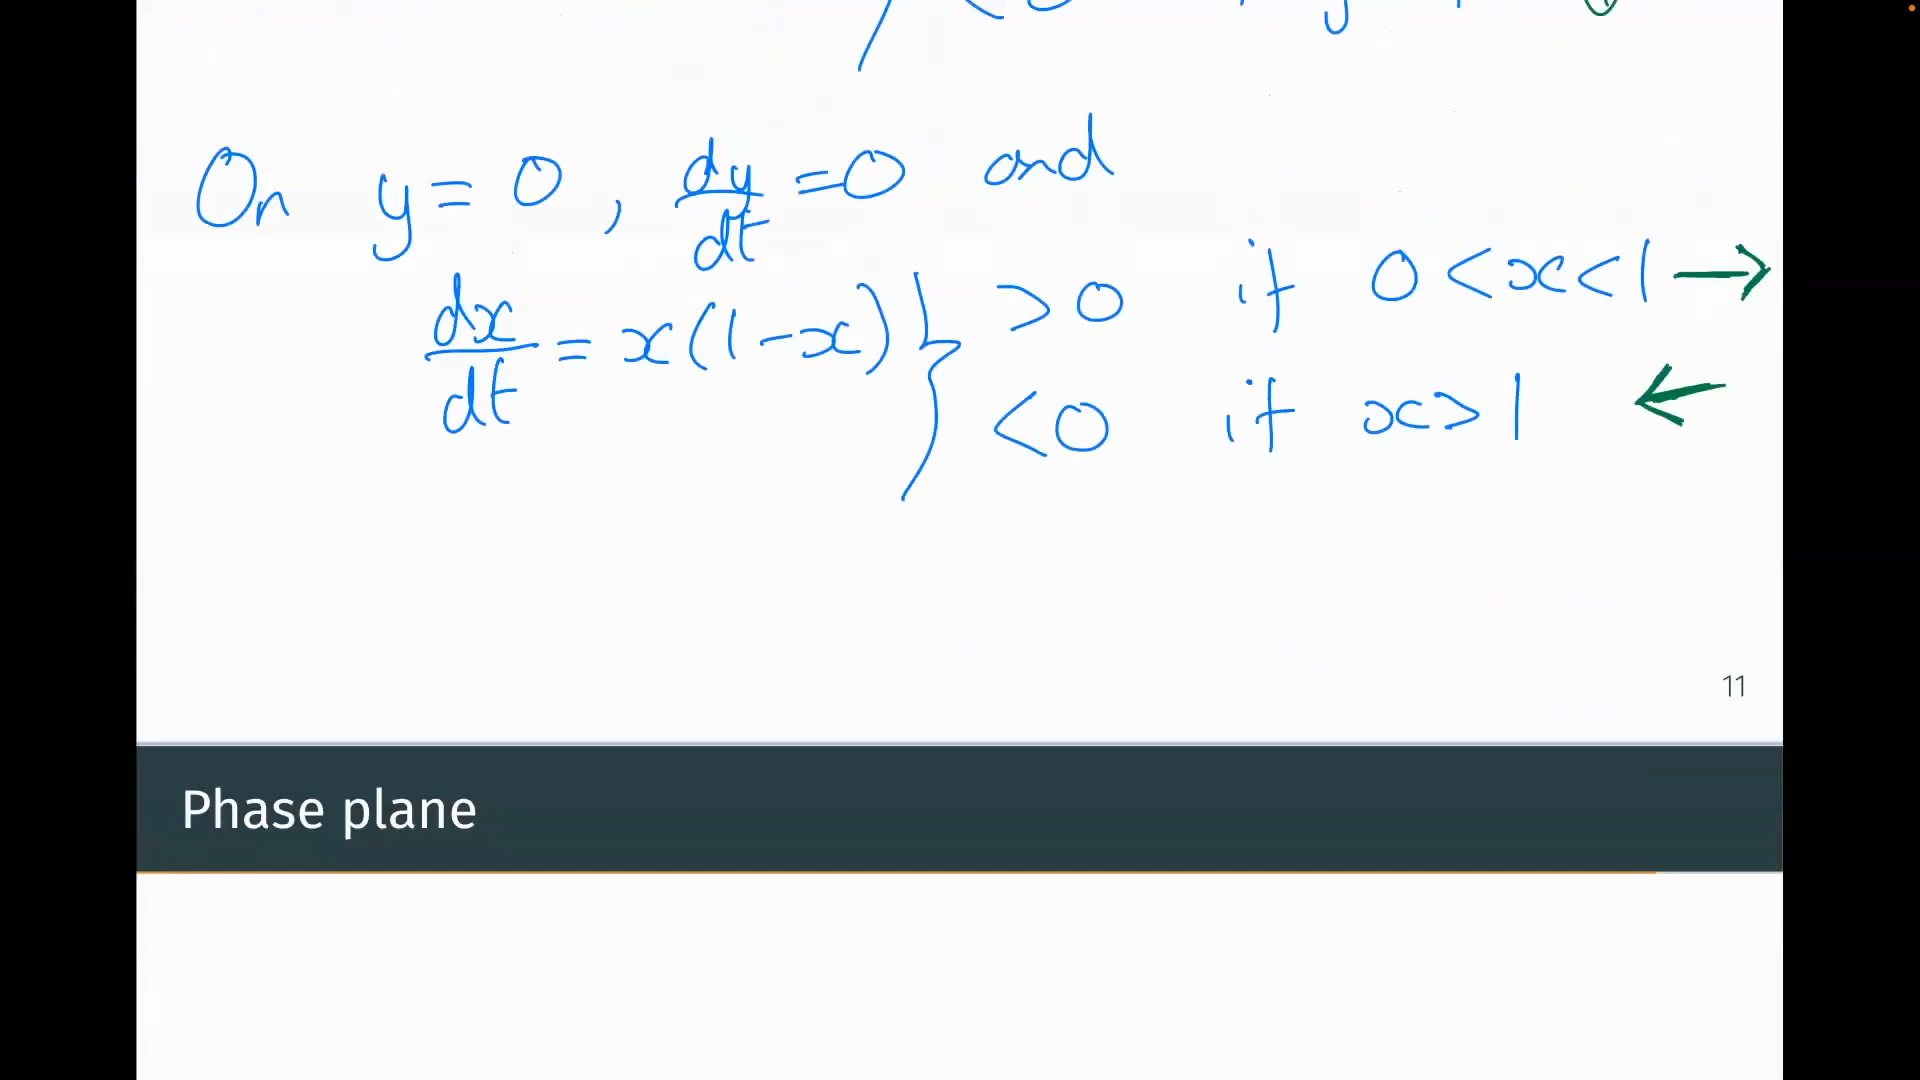 On y = 0, dy/dt = 0 and
dx/dt = x(1-x) } > 0 if 0 < x < 1 →
< 0 if x > 1 ←
11
Phase plane